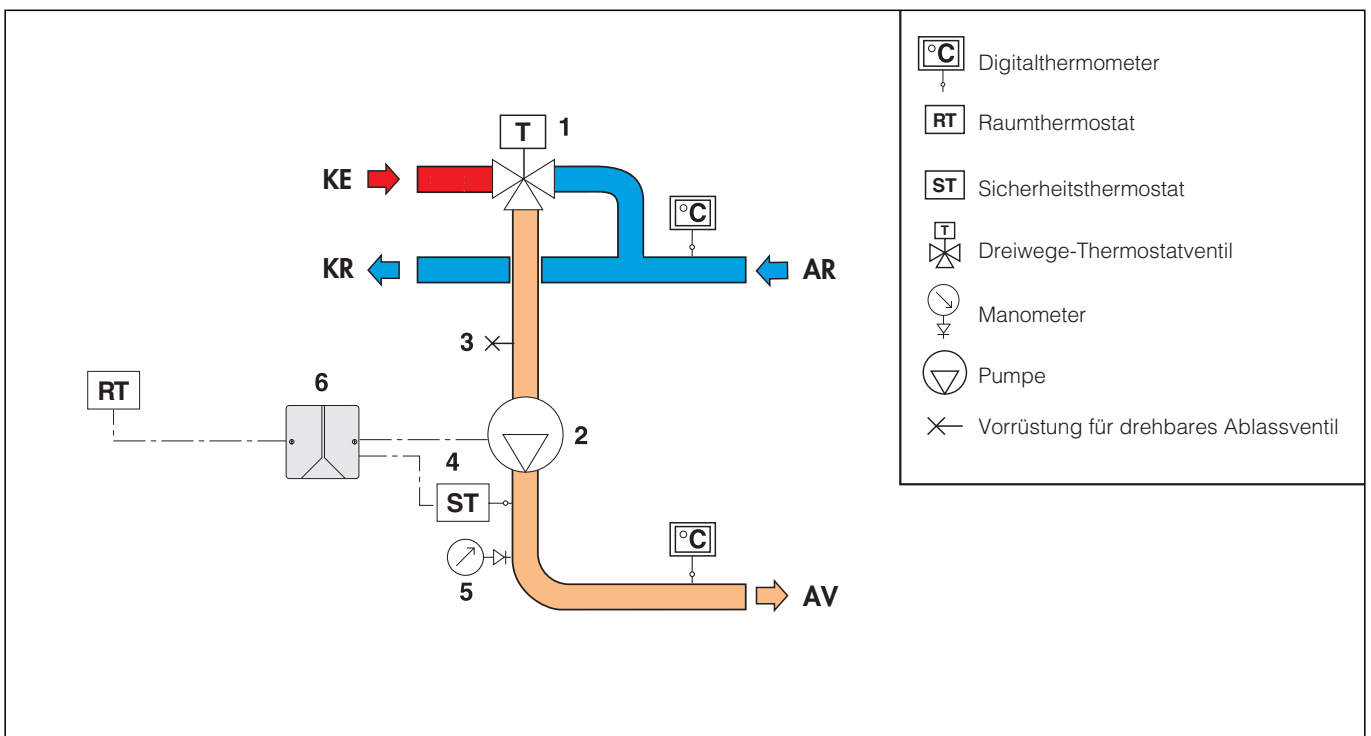 T 1
KE
°C
KR
AR
3
RT
6
2
4
ST
5
°C
AV
°C Digitalthermometer
RT Raumthermostat
ST Sicherheitsthermostat
T Dreiwege-Thermostatventil
Manometer
Pumpe
Vorrüstung für drehbares Ablassventil